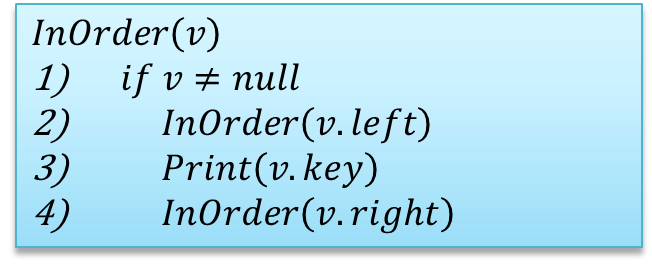 InOrder(v)
1) if v ≠ null
2) InOrder(v.left)
3) Print(v.key)
4) InOrder(v.right)